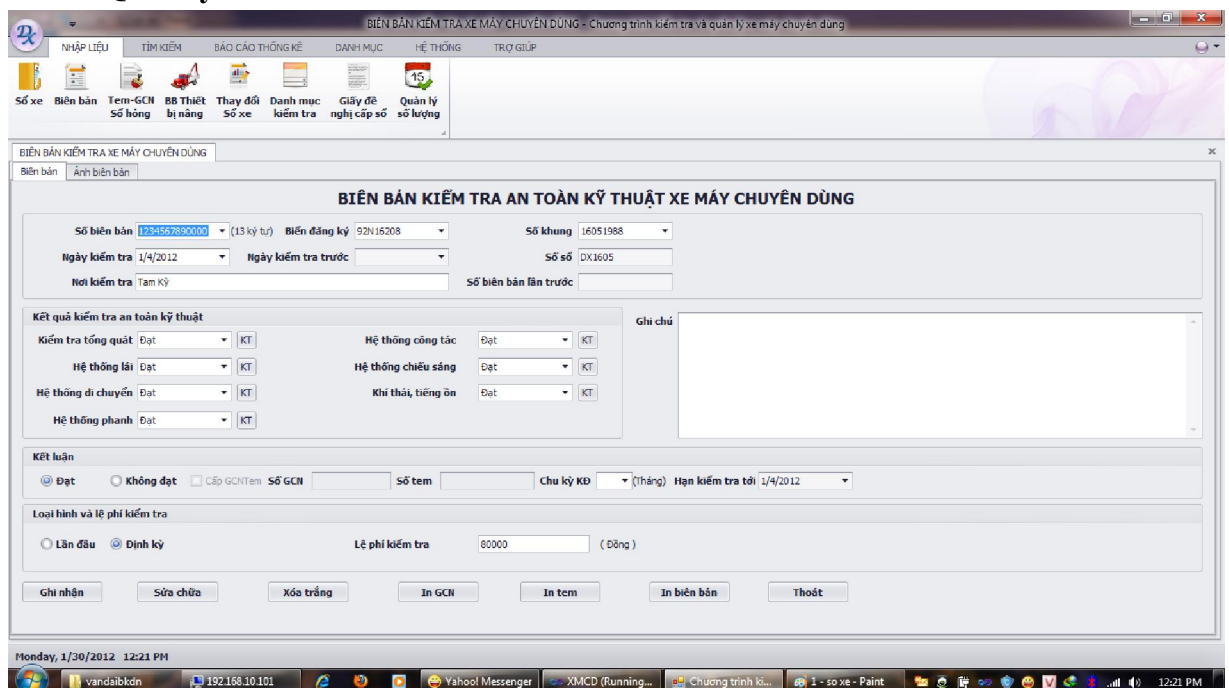 BIÊN BẢN KIỂM TRA XE MÁY CHUYÊN DÙNG - Chương trình kiểm tra và quản lý xe máy chuyên dùng
NHẬP LIỆU TÌM KIẾM BÁO CÁO THỐNG KÊ DANH MỤC HỆ THỐNG TRỢ GIÚP
Sổ xe Biên bản Tem-GCN Số hỏng BB Thiết bị nâng Thay đổi Sổ xe Danh mục kiểm tra Giấy đề nghị cấp sổ Quản lý số lượng
BIÊN BẢN KIỂM TRA XE MÁY CHUYÊN DÙNG
Biên bản Ảnh biên bản
BIÊN BẢN KIỂM TRA AN TOÀN KỸ THUẬT XE MÁY CHUYÊN DÙNG
Số biên bản 1234567890000 (13 ký tự) Biển đăng ký 92N16208 Số khung 16051988
Ngày kiểm tra 1/4/2012 Ngày kiểm tra trước Số sổ DX1605
Nơi kiểm tra Tam Kỳ Số biên bản lần trước
Kết quả kiểm tra an toàn kỹ thuật Ghi chú
Kiểm tra tổng quát Đạt KT Hệ thống công tác Đạt KT
Hệ thống lái Đạt KT Hệ thống chiếu sáng Đạt KT
Hệ thống di chuyển Đạt KT Khí thải, tiếng ồn Đạt KT
Hệ thống phanh Đạt KT
Kết luận
Đạt Không đạt Cấp GCNTem Số GCN Số tem Chu kỳ KĐ (Tháng) Hạn kiểm tra tới 1/4/2012
Loại hình và lệ phí kiểm tra
Lần đầu Định kỳ Lệ phí kiểm tra 80000 ( Đồng )
Ghi nhận Sửa chữa Xóa trắng In GCN In tem In biên bản Thoát
Monday, 1/30/2012 12:21 PM
vandaibkdn 192.168.10.101 Yahoo! Messenger XMCD (Running... Chương trình ki... 1 - so xe - Paint 12:21 PM